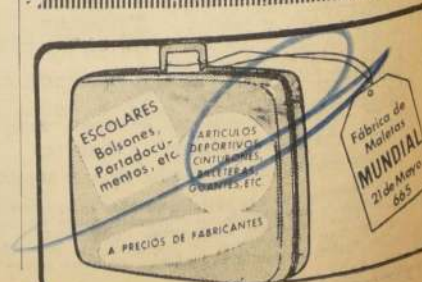 ESCOLARES
Bolsones,
Portadocu-
mentos, etc.
ARTICULOS
DEPORTIVOS,
CINTURONES,
BILLETERAS,
GUANTES, ETC.
A PRECIOS DE FABRICANTES
Fábrica de
Maletas
MUNDIAL
21 de Mayo
665